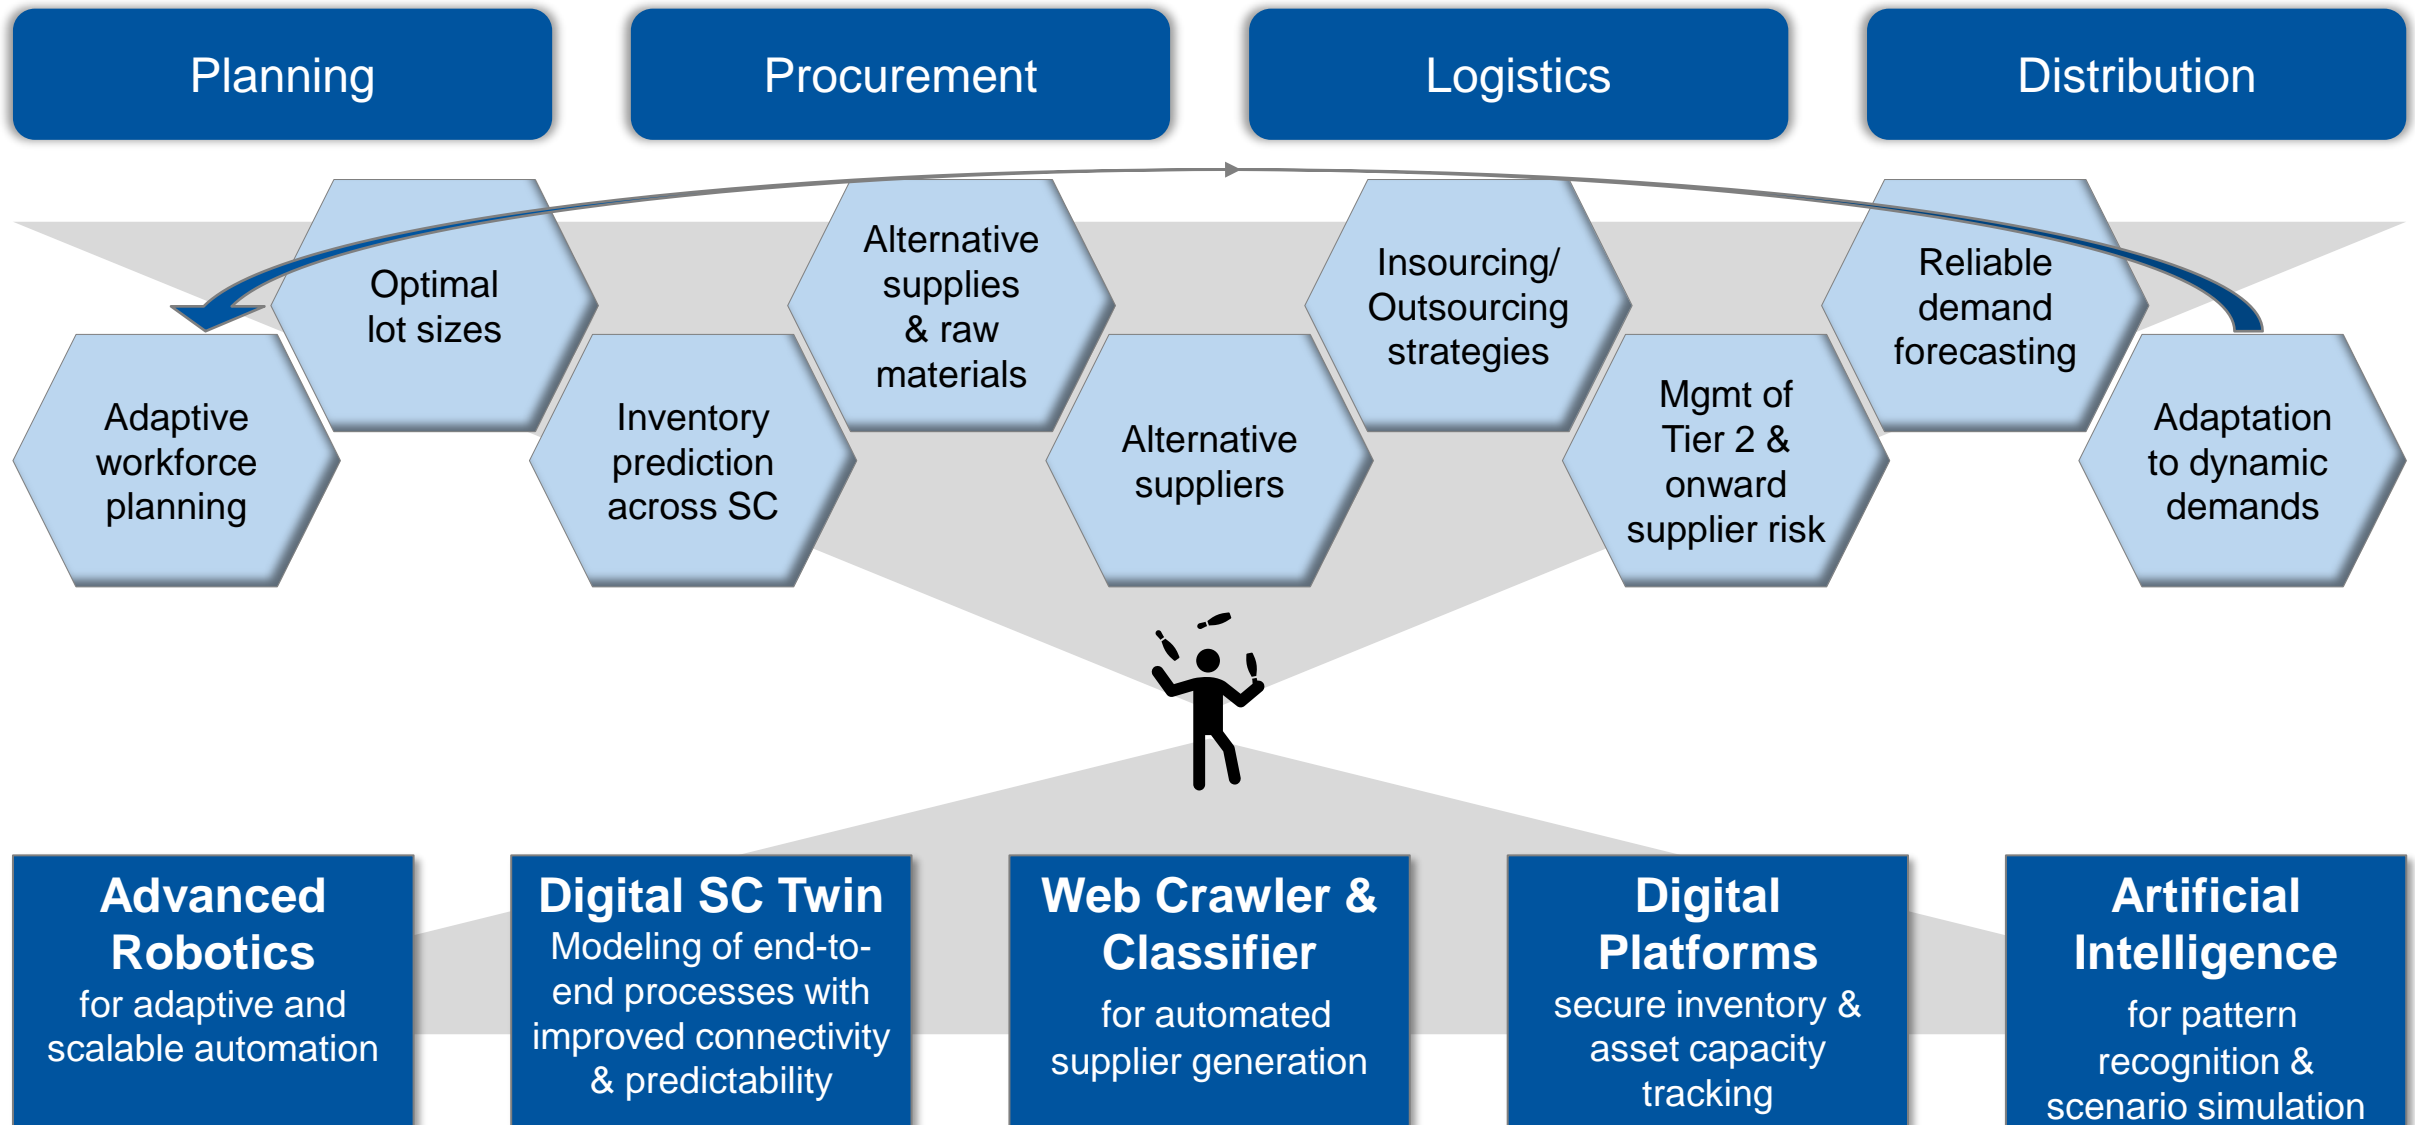 Planning
Procurement
Logistics
Distribution
Adaptive
workforce
planning
Optimal
lot sizes
Inventory
prediction
across SC
Alternative
supplies
& raw
materials
Alternative
suppliers
Insourcing/
Outsourcing
strategies
Mgmt of
Tier 2 &
onward
supplier risk
Reliable
demand
forecasting
Adaptation
to dynamic
demands
Advanced
Robotics
for adaptive and
scalable automation
Digital SC Twin
Modeling of end-to-
end processes with
improved connectivity
& predictability
Web Crawler &
Classifier
for automated
supplier generation
Digital
Platforms
secure inventory &
asset capacity
tracking
Artificial
Intelligence
for pattern
recognition &
scenario simulation